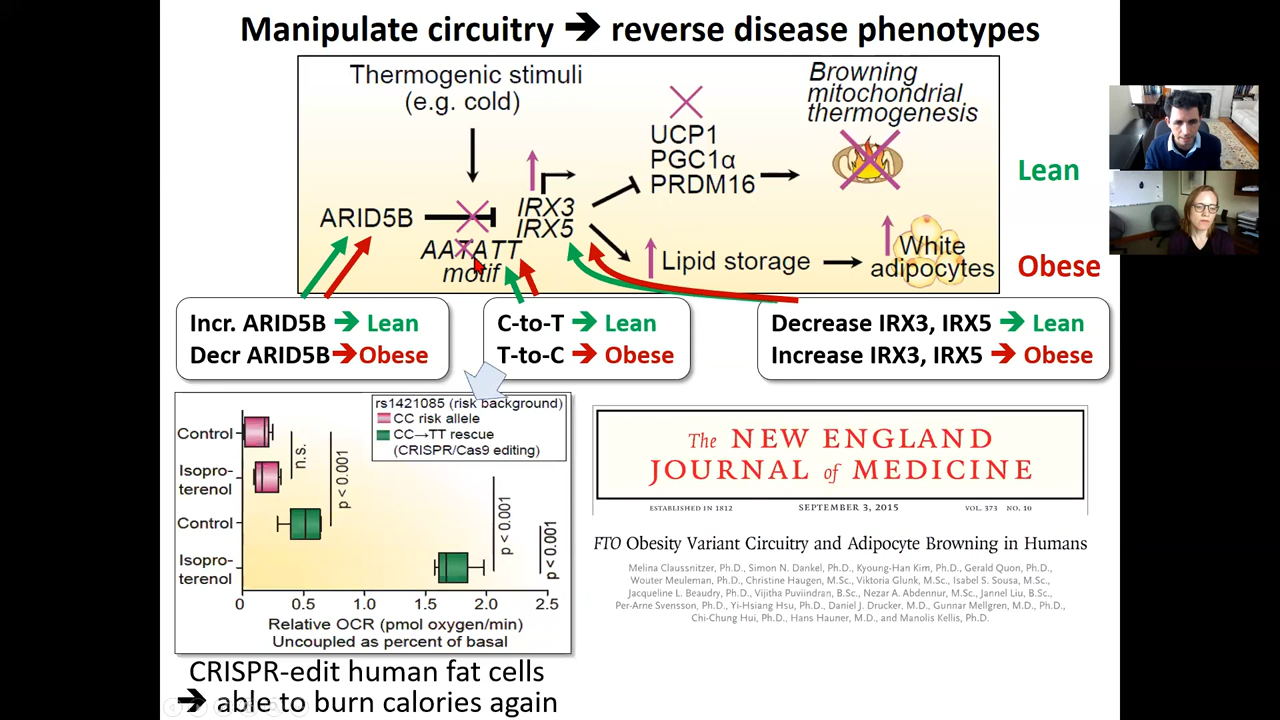 Manipulate circuitry ➔ reverse disease phenotypes
Thermogenic stimuli
(e.g. cold)
Browning
mitochondrial
thermogenesis
UCP1
PGC1α
PRDM16
Lean
ARID5B
IRX3
IRX5
AATATT
motif
Lipid storage
White
adipocytes
Obese
Incr. ARID5B ➔ Lean
Decr ARID5B➔Obese
C-to-T ➔ Lean
T-to-C ➔ Obese
Decrease IRX3, IRX5 ➔ Lean
Increase IRX3, IRX5 ➔ Obese
rs1421085 (risk background)
CC risk allele
CC→TT rescue
(CRISPR/Cas9 editing)
Control
Isopro-
terenol
Control
Isopro-
terenol
n.s.
p < 0.001
p < 0.001
p < 0.001
0 0.5 1.0 1.5 2.0 2.5
Relative OCR (pmol oxygen/min)
Uncoupled as percent of basal
The NEW ENGLAND
JOURNAL of MEDICINE
ESTABLISHED IN 1812 SEPTEMBER 3, 2015 VOL. 373 NO. 10
FTO Obesity Variant Circuitry and Adipocyte Browning in Humans
Melina Claussnitzer, Ph.D., Simon N. Dankel, Ph.D., Kyoung-Han Kim, Ph.D., Gerald Quon, Ph.D.,
Wouter Meuleman, Ph.D., Christine Haugen, M.Sc., Viktoria Glunk, M.Sc., Isabel S. Sousa, M.Sc.,
Jacqueline L. Beaudry, Ph.D., Vijitha Puviindran, B.Sc., Nezar A. Abdennur, M.Sc., Jannel Liu, B.Sc.,
Per-Arne Svensson, Ph.D., Yi-Hsiang Hsu, Ph.D., Daniel J. Drucker, M.D., Gunnar Mellgren, M.D., Ph.D.,
Chi-Chung Hui, Ph.D., Hans Hauner, M.D., and Manolis Kellis, Ph.D.
CRISPR-edit human fat cells
➔ able to burn calories again